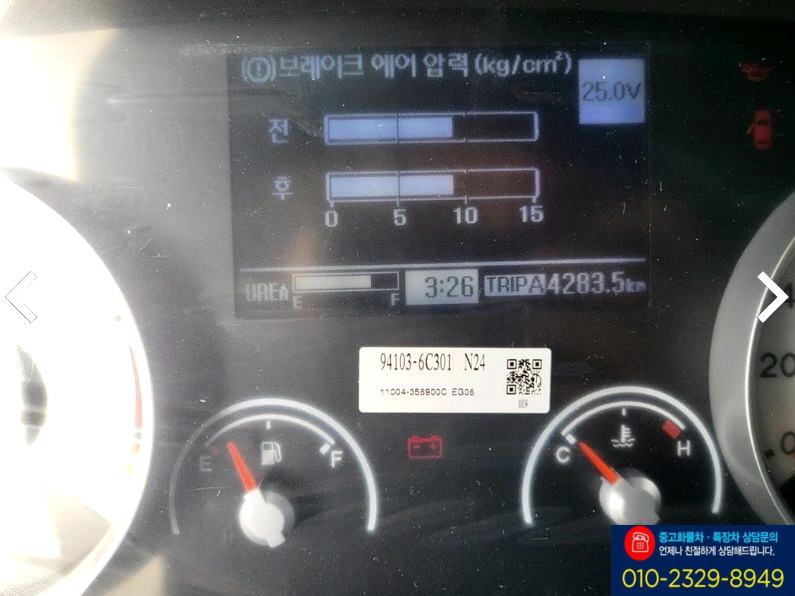 (!) 브레이크 에어 압력 (kg/cm²)
25.0V
전
후
0 5 10 15
UREA E F 3:26 TRIP A 4283.5km
94103-6C301 N24
11004-358900C EG06
009
E F
C H
20
중고화물차 · 특장차 상담문의
언제나 친절하게 상담해드립니다.
010-2329-8949